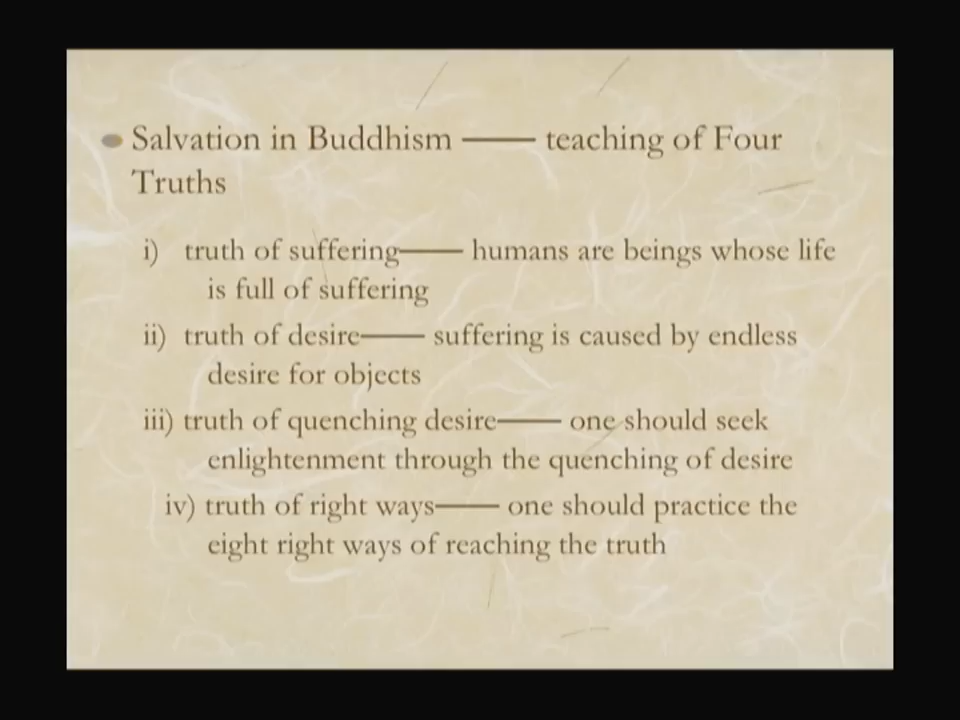 Salvation in Buddhism —— teaching of Four
Truths
i) truth of suffering—— humans are beings whose life
is full of suffering
ii) truth of desire—— suffering is caused by endless
desire for objects
iii) truth of quenching desire—— one should seek
enlightenment through the quenching of desire
iv) truth of right ways—— one should practice the
eight right ways of reaching the truth